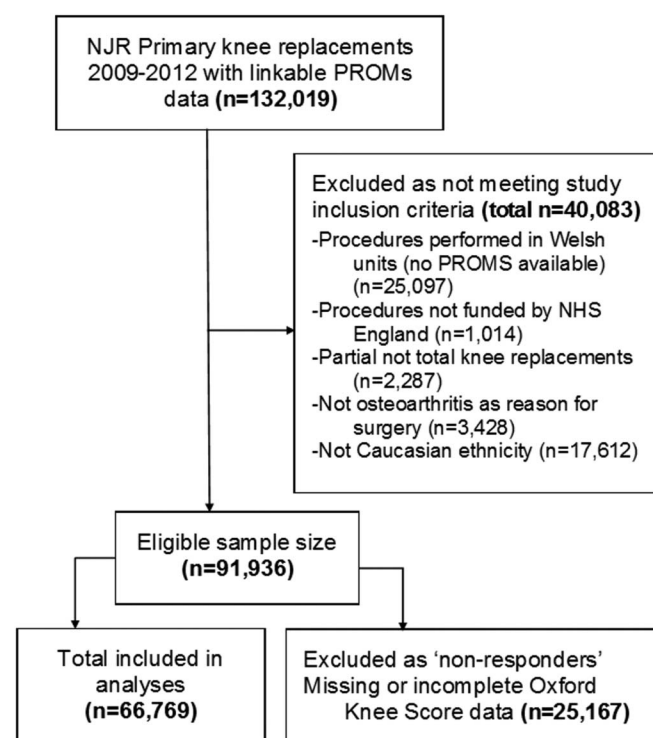 NJR Primary knee replacements
2009-2012 with linkable PROMs
data (n=132,019)
Excluded as not meeting study
inclusion criteria (total n=40,083)
-Procedures performed in Welsh
units (no PROMS available)
(n=25,097)
-Procedures not funded by NHS
England (n=1,014)
-Partial not total knee replacements
(n=2,287)
-Not osteoarthritis as reason for
surgery (n=3,428)
-Not Caucasian ethnicity (n=17,612)
Eligible sample size
(n=91,936)
Total included in
analyses
(n=66,769)
Excluded as ‘non-responders’
Missing or incomplete Oxford
Knee Score data (n=25,167)